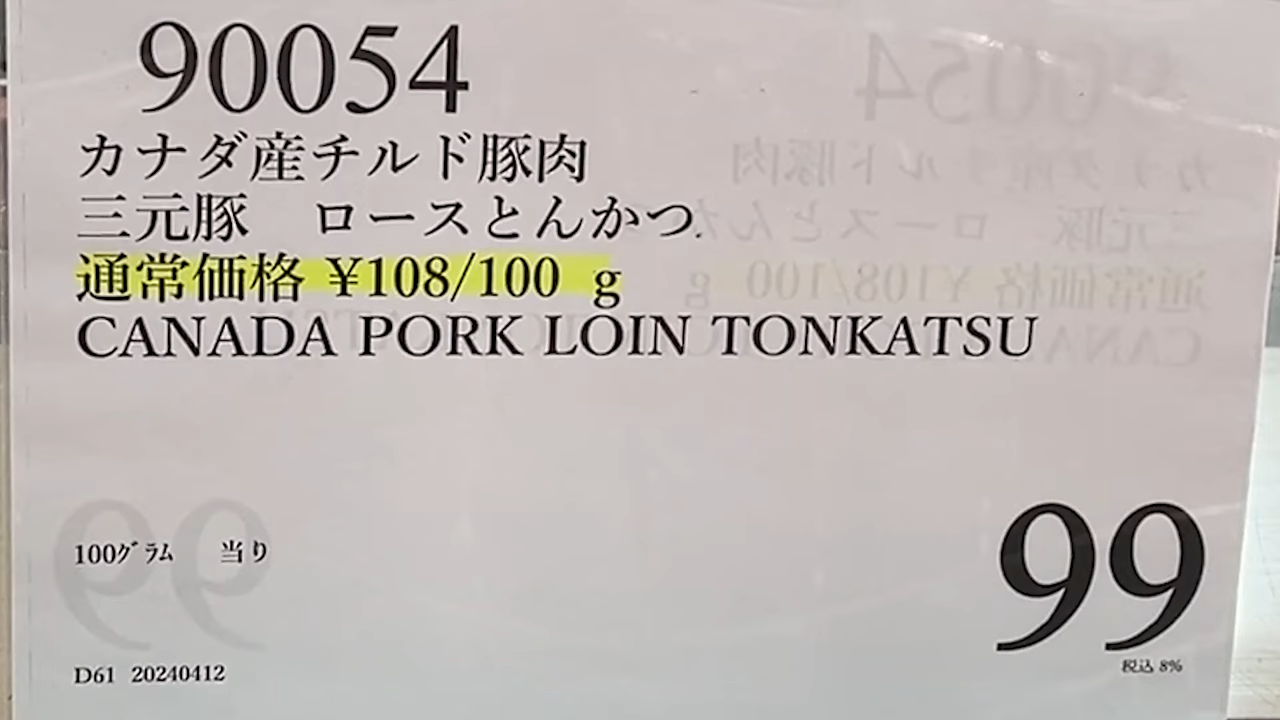 90054
カナダ産チルド豚肉
三元豚　ロースとんかつ
通常価格 ¥108/100 g
CANADA PORK LOIN TONKATSU
100グラム　当り
99
税込 8%
D61 20240412